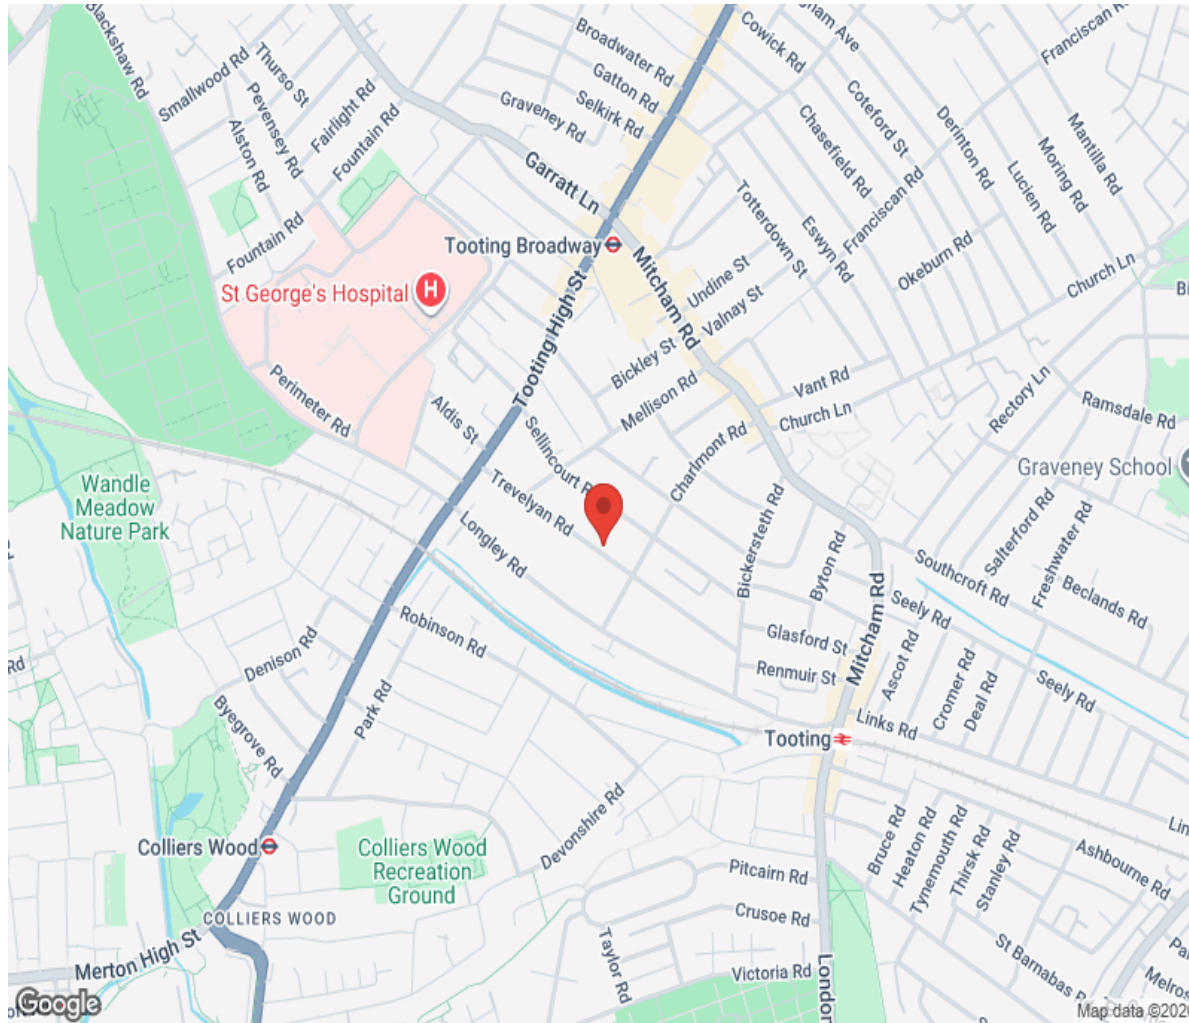 Blackshaw Rd
Smallwood Rd
Thurso St
Pevensey Rd
Alston Rd
Fairlight Rd
Fountain Rd
Fountain Rd
Broadwater Rd
Gatton Rd
Selkirk Rd
Graveney Rd
Garratt Ln
Cowick Rd
Franciscan Rd
Coteford St
Chasefield Rd
Derinton Rd
Mantilla Rd
Moring Rd
Lucien Rd
Franciscan Rd
Totterdown St
Eswyn Rd
Okeburn Rd
Church Ln
Tooting Broadway
Mitcham Rd
Undine St
Valnay St
St George's Hospital
H
Tooting High St
Bickley St
Mellison Rd
Vant Rd
Church Ln
Rectory Ln
Ramsdale Rd
Perimeter Rd
Aldis St
Sellincourt R
Charlmont Rd
Graveney School
Wandle
Meadow
Nature Park
Trevelyan Rd
Longley Rd
Bickersteth Rd
Byton Rd
Salterford Rd
Freshwater Rd
Beclands Rd
Southcroft Rd
Seely Rd
Robinson Rd
Denison Rd
Park Rd
Byegrove Rd
Glasford St
Renmuir St
Mitcham Rd
Ascot Rd
Cromer Rd
Deal Rd
Seely Rd
Links Rd
Tooting
Colliers Wood
Colliers Wood
Recreation
Ground
Devonshire Rd
Bruce Rd
Heaton Rd
Tynemouth Rd
Thirsk Rd
Stanley Rd
Ashbourne Rd
Pitcairn Rd
Crusoe Rd
COLLIERS WOOD
Merton High St
Taylor Rd
Victoria Rd
London
St Barnabas R
Melros
Google
Map data ©2026